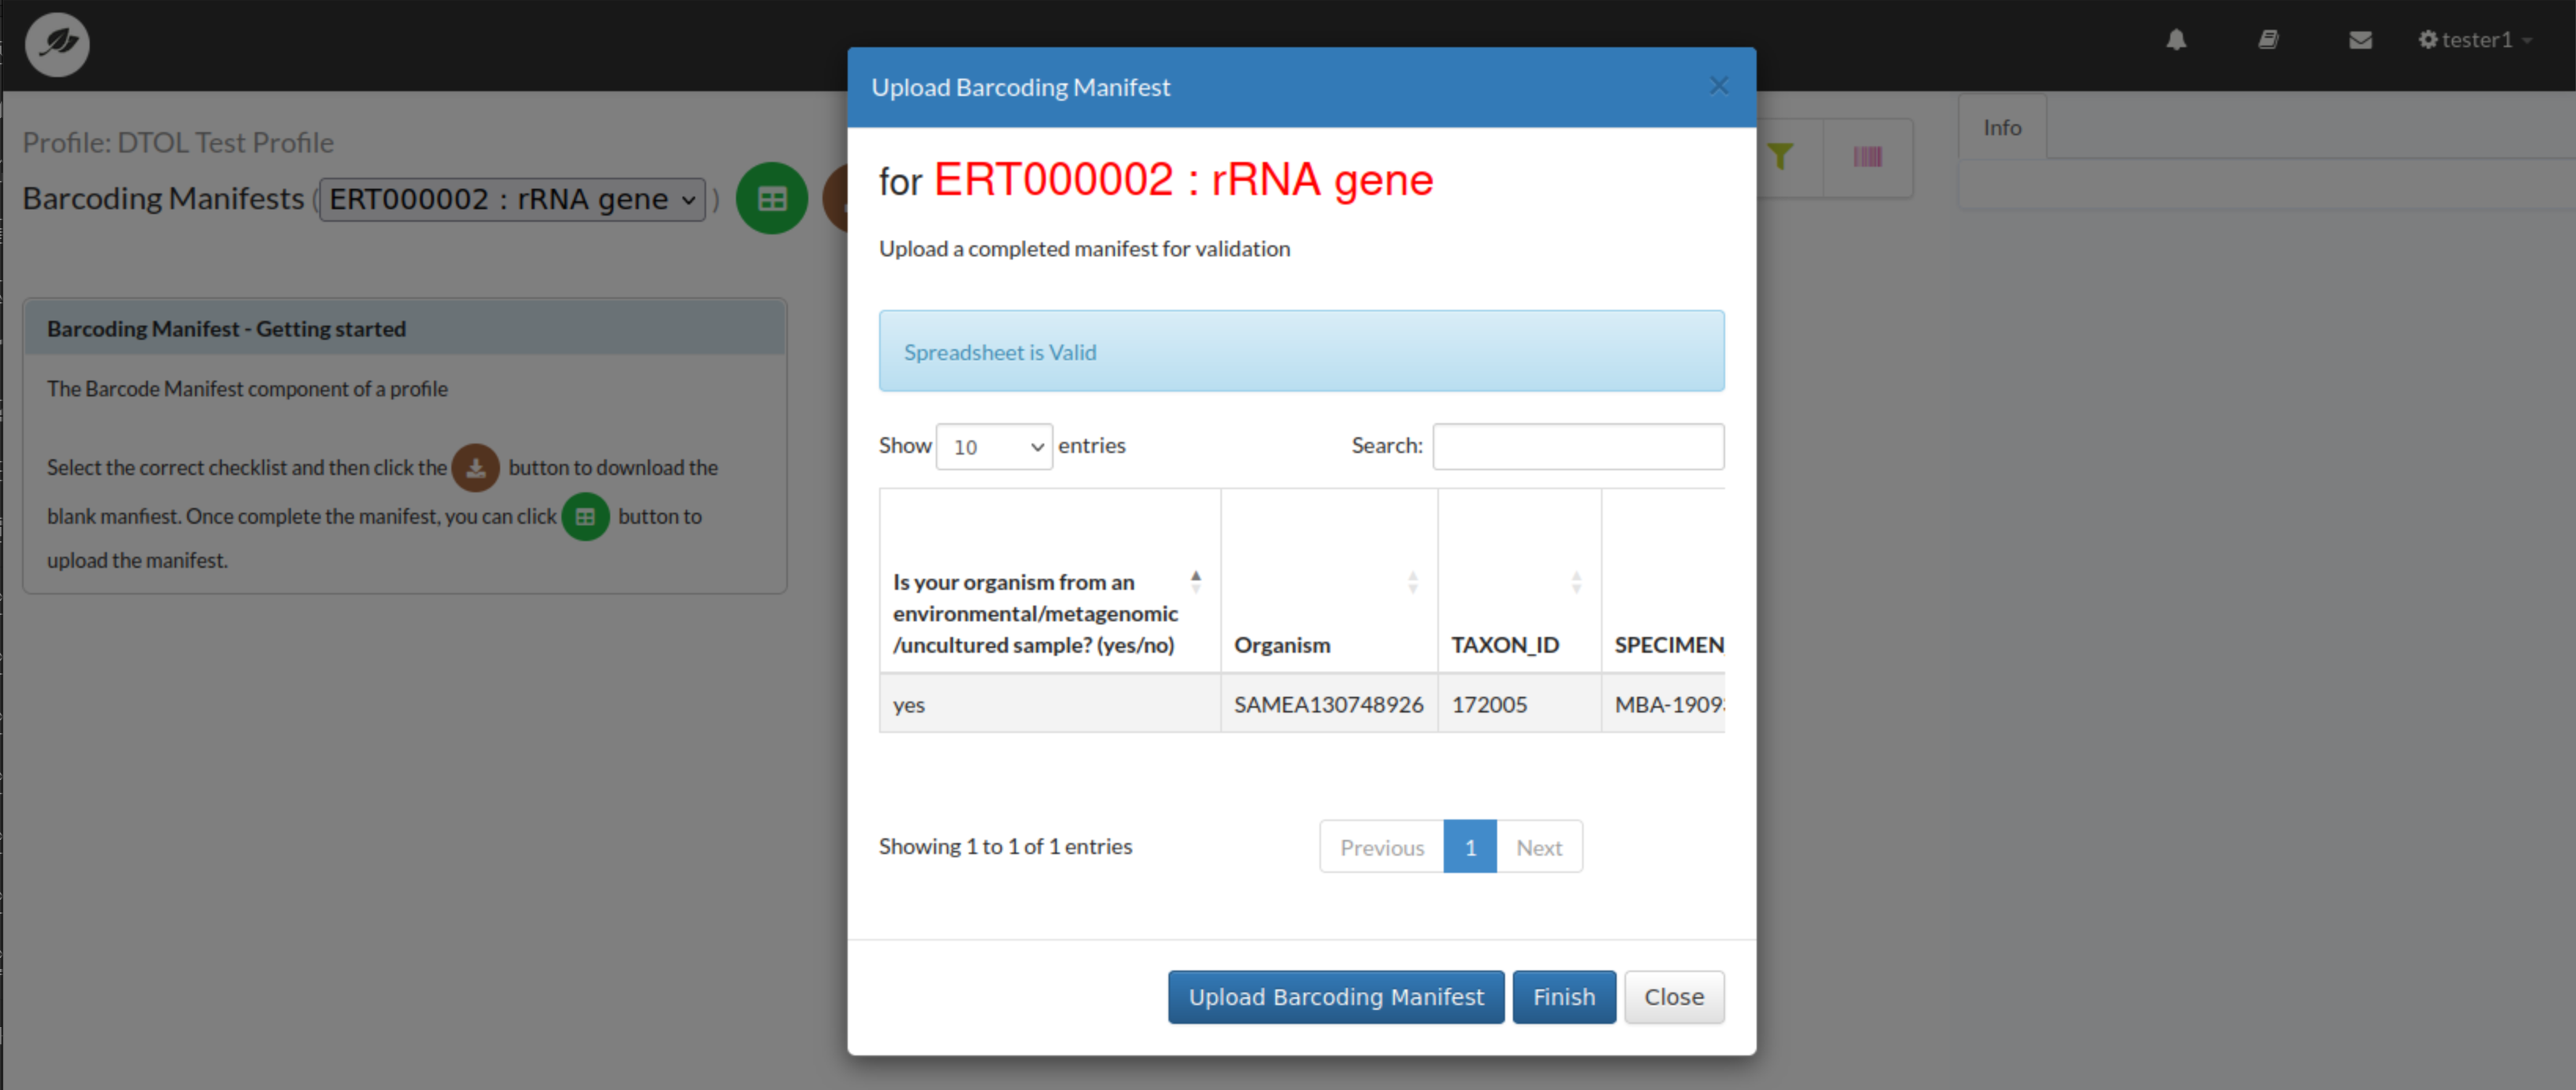 tester1
Upload Barcoding Manifest ×
Profile: DTOL Test Profile
Barcoding Manifests ( ERT000002 : rRNA gene )
Info
for ERT000002 : rRNA gene
Upload a completed manifest for validation
Spreadsheet is Valid
Barcoding Manifest - Getting started
The Barcode Manifest component of a profile
Select the correct checklist and then click the button to download the
blank manfiest. Once complete the manifest, you can click button to
upload the manifest.
Show 10 entries Search:
Is your organism from an
environmental/metagenomic
/uncultured sample? (yes/no) Organism TAXON_ID SPECIMEN_
yes SAMEA130748926 172005 MBA-1909
Showing 1 to 1 of 1 entries Previous 1 Next
Upload Barcoding Manifest Finish Close